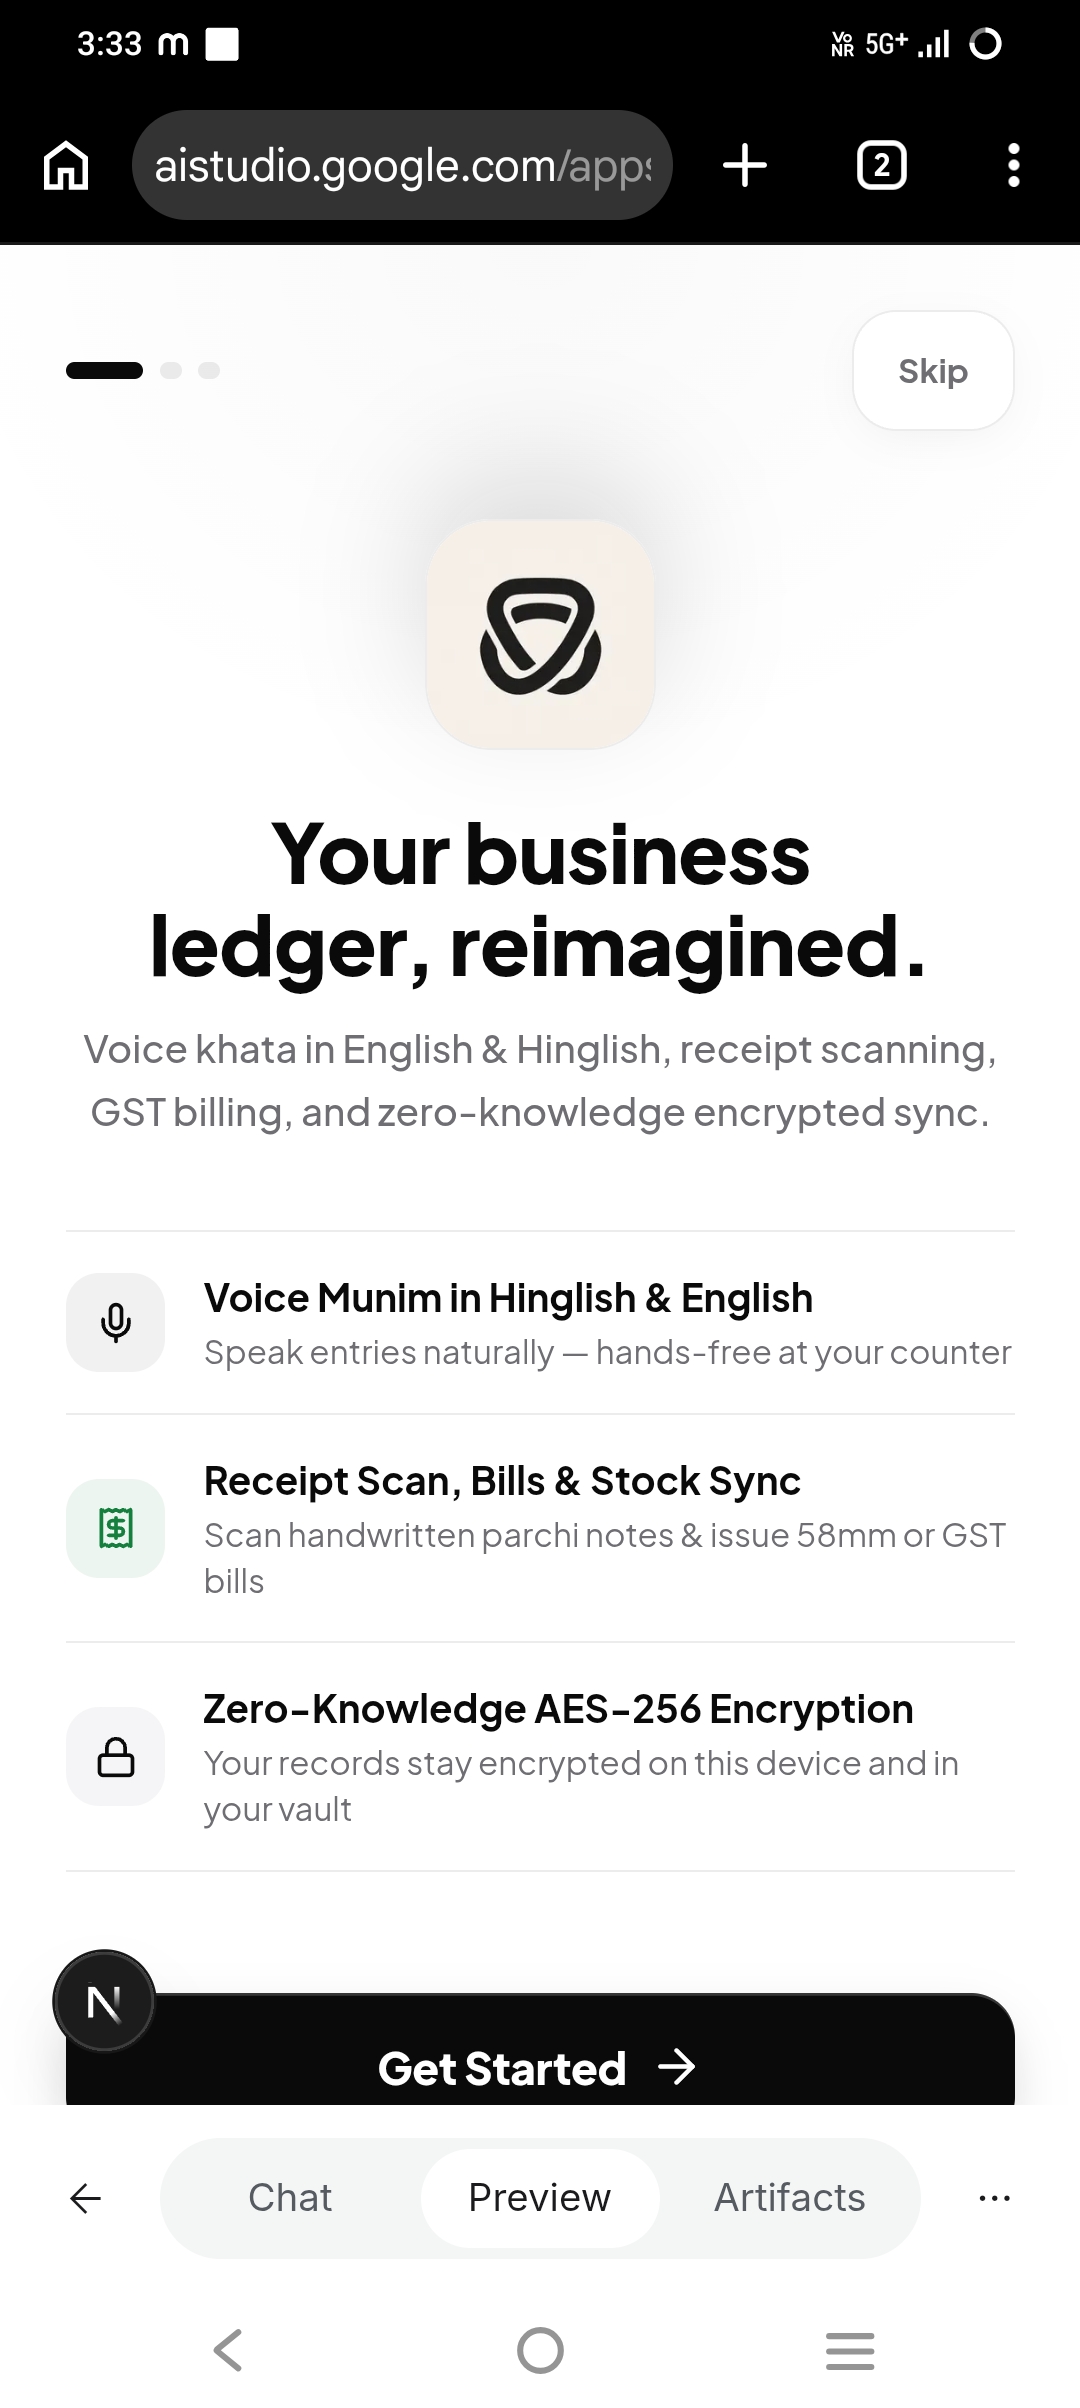 3:33
Vo
NR
5G+
aistudio.google.com/apps
2
Skip
Your business
ledger, reimagined.
Voice khata in English & Hinglish, receipt scanning,
GST billing, and zero-knowledge encrypted sync.
Voice Munim in Hinglish & English
Speak entries naturally — hands-free at your counter
Receipt Scan, Bills & Stock Sync
Scan handwritten parchi notes & issue 58mm or GST
bills
Zero-Knowledge AES-256 Encryption
Your records stay encrypted on this device and in
your vault
N
Get Started
Chat
Preview
Artifacts